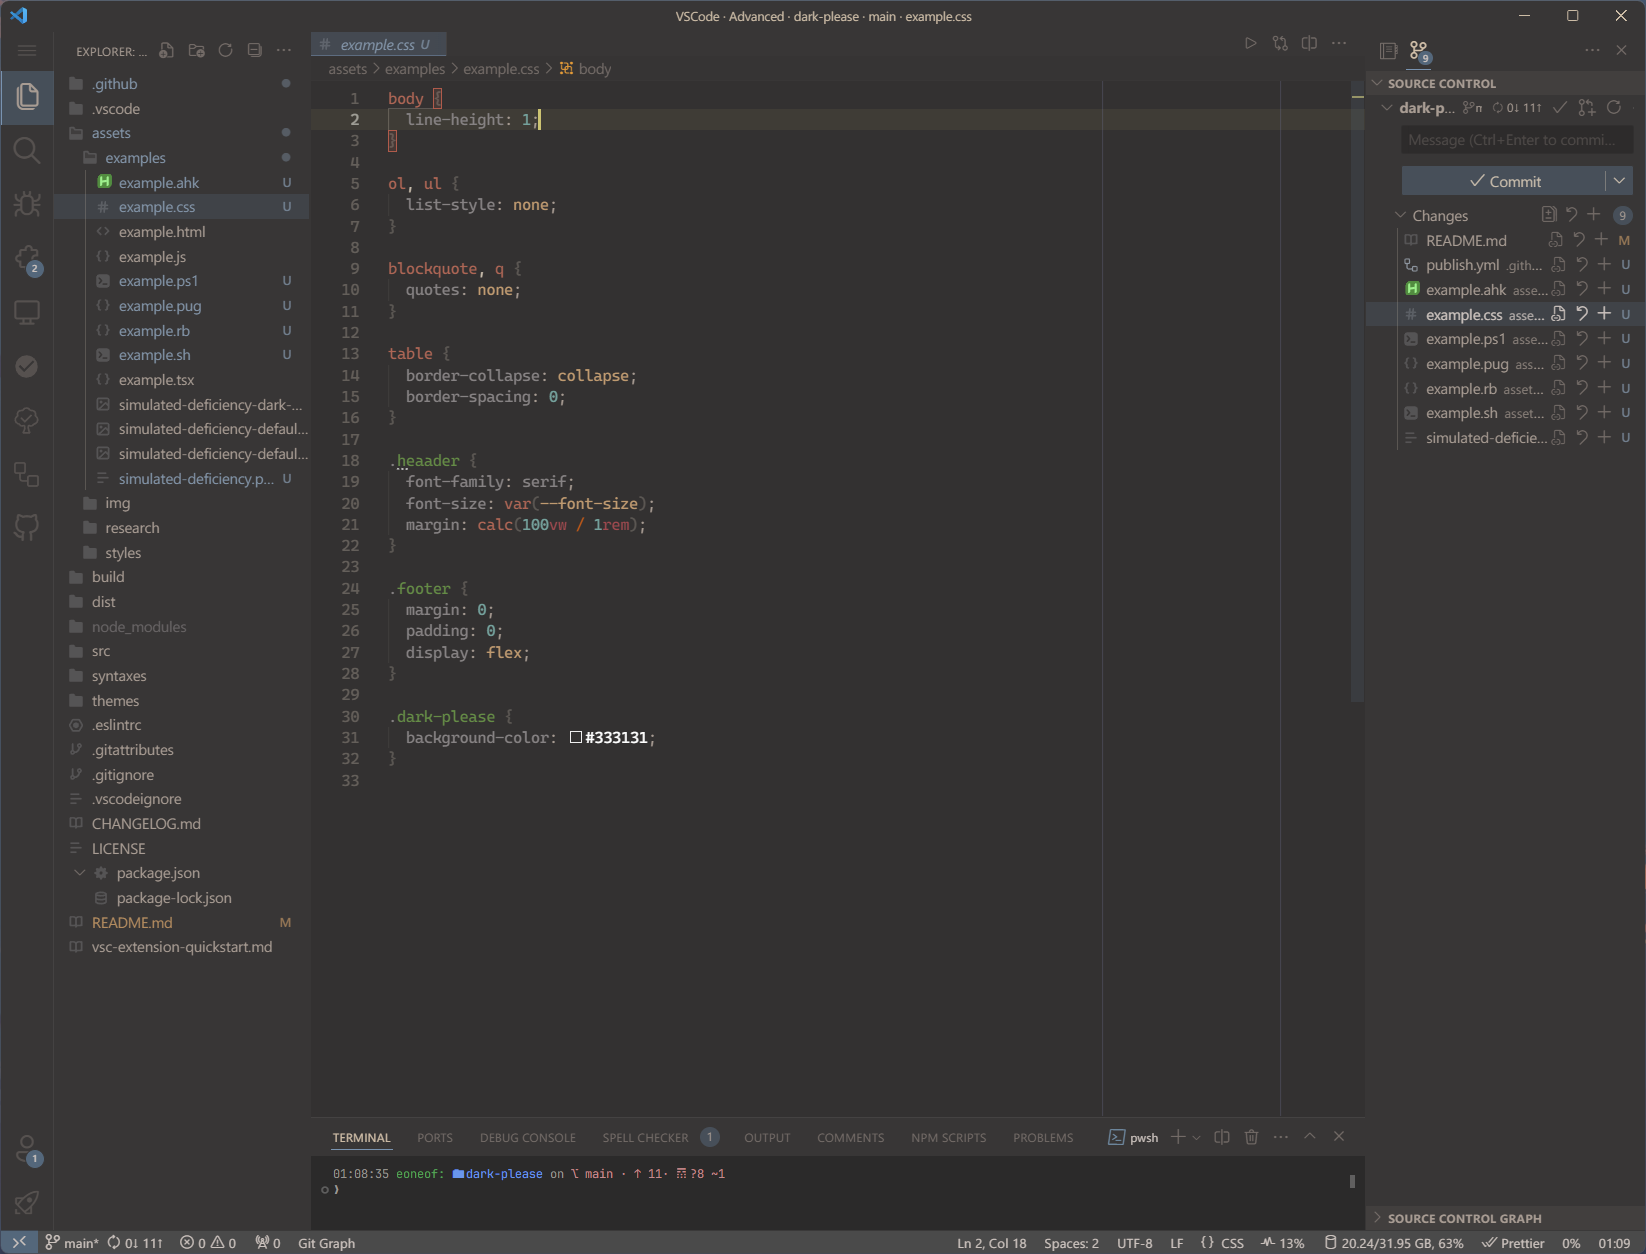 VSCode · Advanced · dark-please · main · example.css
EXPLORER: ...
.github
.vscode
assets
examples
example.ahk U
example.css U
example.html
example.js
example.ps1 U
example.pug U
example.rb U
example.sh U
example.tsx
simulated-deficiency-dark-...
simulated-deficiency-defaul...
simulated-deficiency-defaul...
simulated-deficiency.p... U
img
research
styles
build
dist
node_modules
src
syntaxes
themes
.eslintrc
.gitattributes
.gitignore
.vscodeignore
CHANGELOG.md
LICENSE
package.json
package-lock.json
README.md M
vsc-extension-quickstart.md
2
1
# example.css U
assets > examples > example.css > body
1 body {
2 line-height: 1;
3 }
4
5 ol, ul {
6 list-style: none;
7 }
8
9 blockquote, q {
10 quotes: none;
11 }
12
13 table {
14 border-collapse: collapse;
15 border-spacing: 0;
16 }
17
18 .heaader {
19 font-family: serif;
20 font-size: var(--font-size);
21 margin: calc(100vw / 1rem);
22 }
23
24 .footer {
25 margin: 0;
26 padding: 0;
27 display: flex;
28 }
29
30 .dark-please {
31 background-color: #333131;
32 }
33
9
SOURCE CONTROL
dark-p... 0↓ 11↑
Message (Ctrl+Enter to commi...
Commit
Changes 9
README.md M
publish.yml .gith... U
example.ahk asse... U
example.css asse... U
example.ps1 asse... U
example.pug ass... U
example.rb asset... U
example.sh asset... U
simulated-deficie... U
SOURCE CONTROL GRAPH
TERMINAL PORTS DEBUG CONSOLE SPELL CHECKER 1 OUTPUT COMMENTS NPM SCRIPTS PROBLEMS pwsh
01:08:35 eoneof: dark-please on main · ↑ 11· ?8 ~1
❯
main* 0↓ 11↑ 0 0 0 Git Graph Ln 2, Col 18 Spaces: 2 UTF-8 LF {} CSS 13% 20.24/31.95 GB, 63% Prettier 0% 01:09